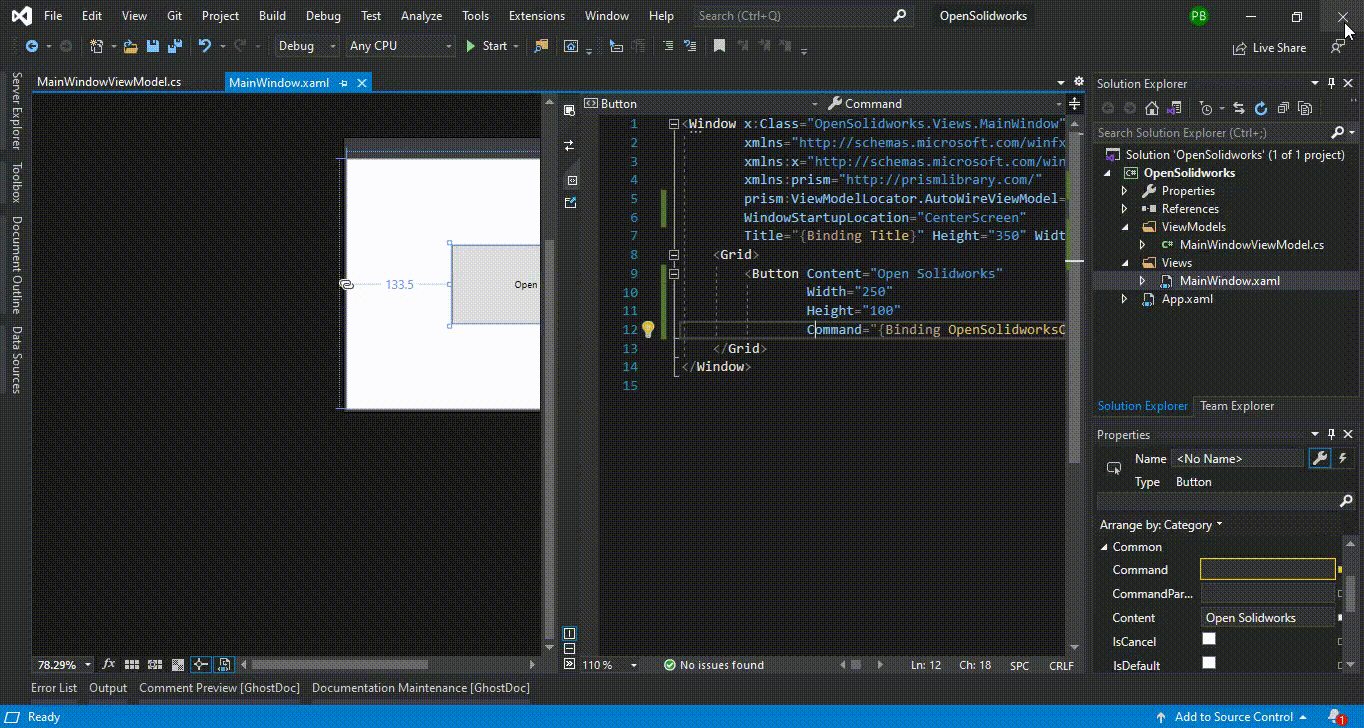 File Edit View Git Project Build Debug Test Analyze Tools Extensions Window Help Search (Ctrl+Q) OpenSolidworks PB
Debug Any CPU Start Live Share
Server Explorer
Toolbox
Document Outline
Data Sources
MainWindowViewModel.cs MainWindow.xaml
133.5
Open
78.29%
Button Command
1 <Window x:Class="OpenSolidworks.Views.MainWindow"
2 xmlns="http://schemas.microsoft.com/winfx
3 xmlns:x="http://schemas.microsoft.com/win
4 xmlns:prism="http://prismlibrary.com/"
5 prism:ViewModelLocator.AutoWireViewModel=
6 WindowStartupLocation="CenterScreen"
7 Title="{Binding Title}" Height="350" Widt
8 <Grid>
9 <Button Content="Open Solidworks"
10 Width="250"
11 Height="100"
12 Command="{Binding OpenSolidworksC
13 </Grid>
14 </Window>
15
110 % No issues found Ln: 12 Ch: 18 SPC CRLF
Solution Explorer
Search Solution Explorer (Ctrl+;)
Solution 'OpenSolidworks' (1 of 1 project)
C# OpenSolidworks
Properties
References
ViewModels
C# MainWindowViewModel.cs
Views
MainWindow.xaml
App.xaml
Solution Explorer Team Explorer
Properties
Name <No Name>
Type Button
Arrange by: Category
Common
Command
CommandPar...
Content Open Solidworks
IsCancel
IsDefault
Error List Output Comment Preview [GhostDoc] Documentation Maintenance [GhostDoc]
Ready Add to Source Control 1